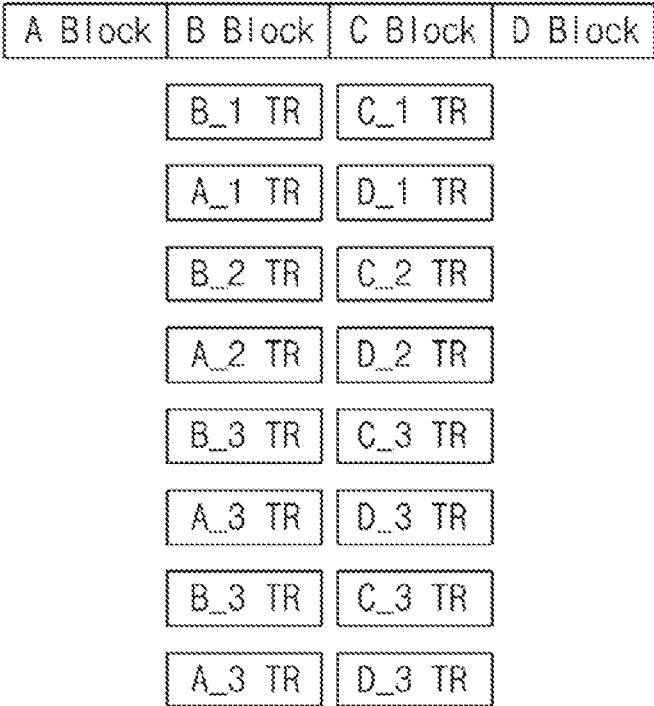 A Block B Block C Block D Block
B_1 TR C_1 TR
A_1 TR D_1 TR
B_2 TR C_2 TR
A_2 TR D_2 TR
B_3 TR C_3 TR
A_3 TR D_3 TR
B_3 TR C_3 TR
A_3 TR D_3 TR